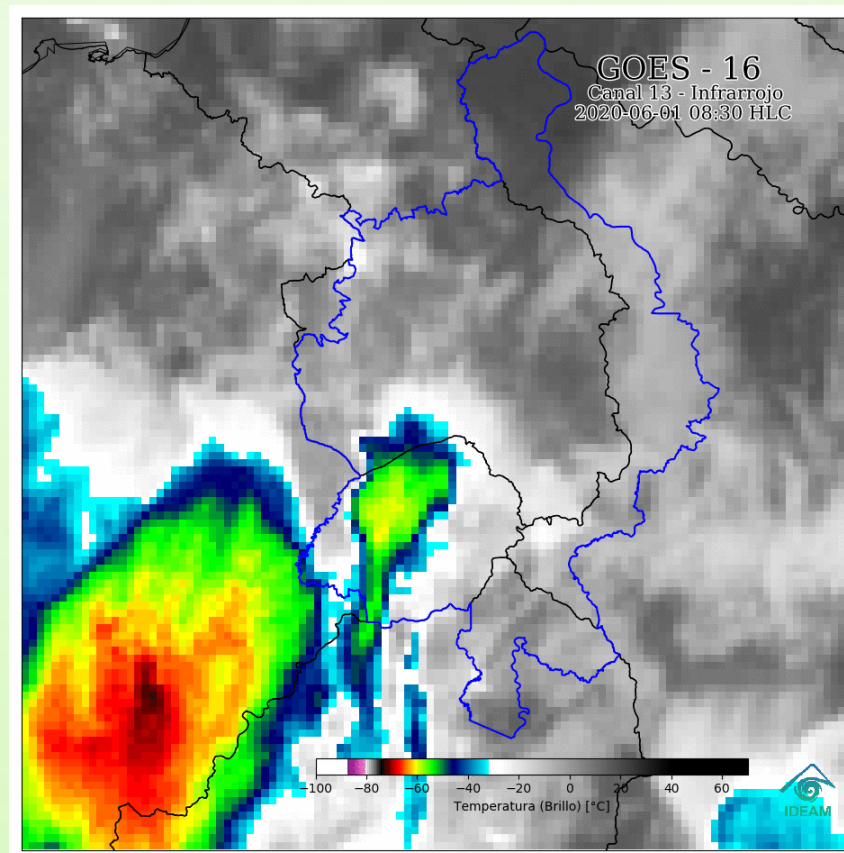 GOES - 16
Canal 13 - Infrarrojo
2020-06-01 08:30 HLC
−100 −80 −60 −40 −20 0 20 40 60
Temperatura (Brillo) [°C]
IDEAM